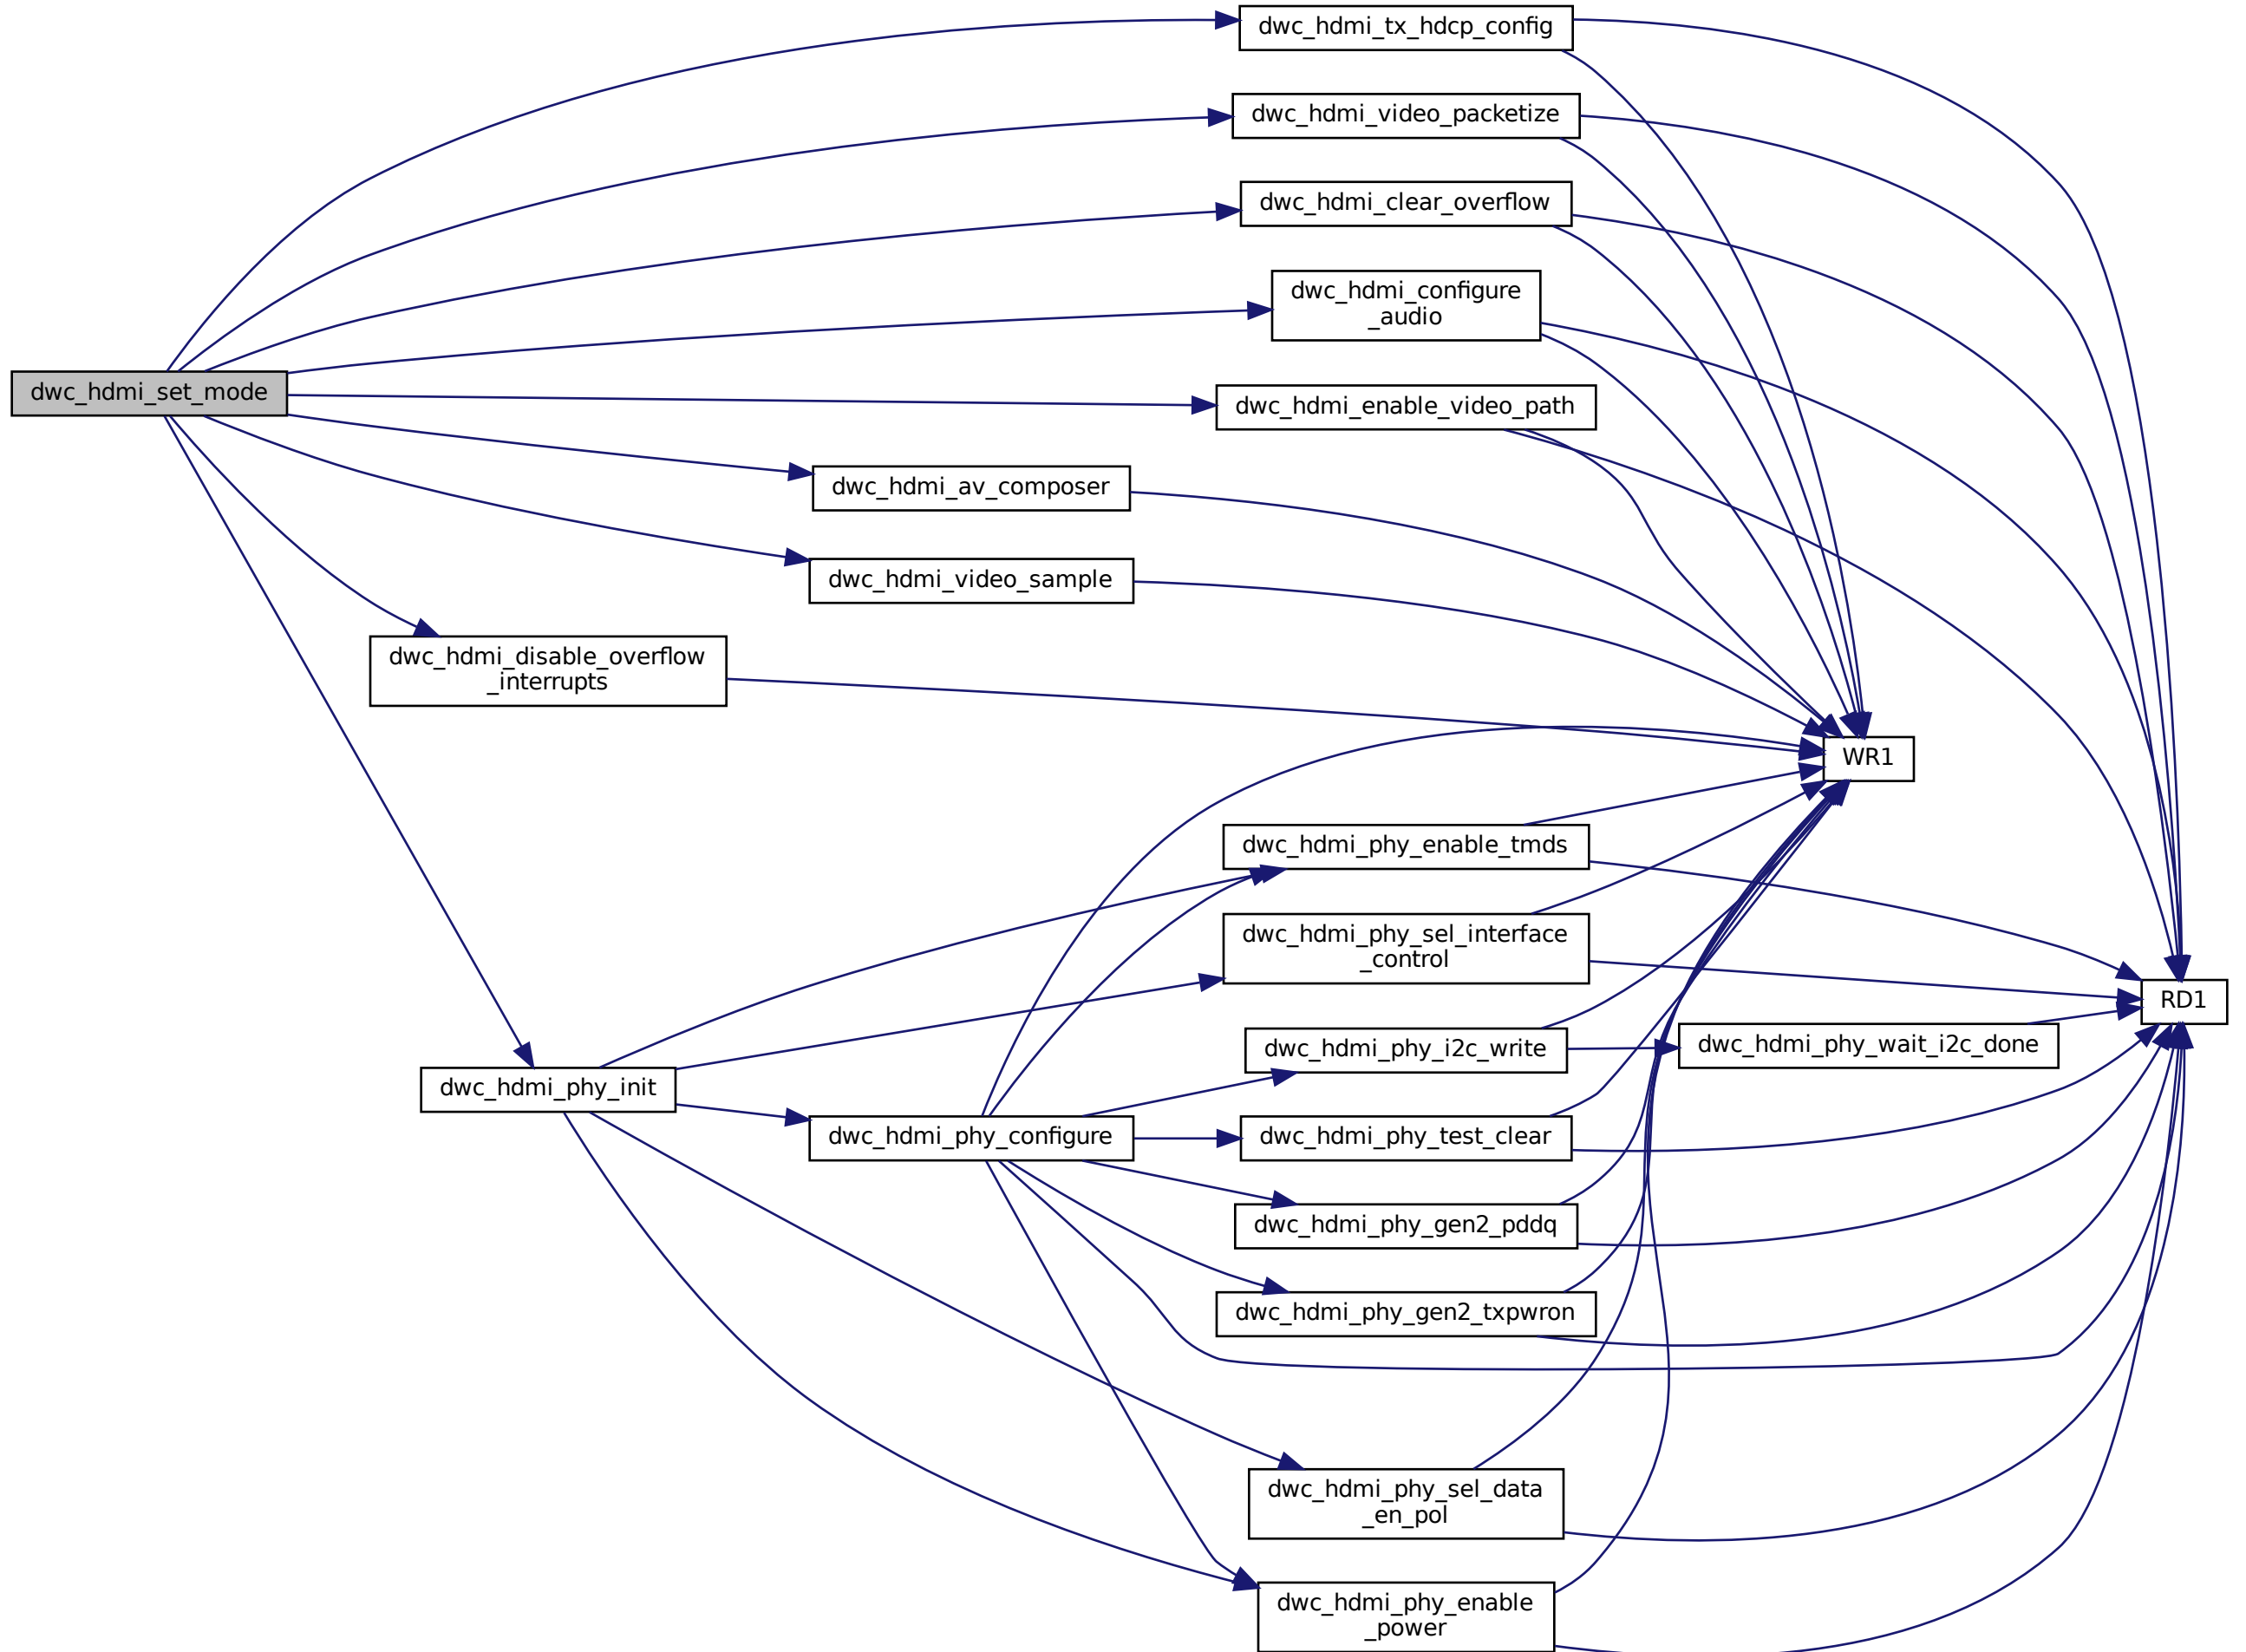 dwc_hdmi_tx_hdcp_config
dwc_hdmi_video_packetize
dwc_hdmi_clear_overflow
dwc_hdmi_configure
_audio
dwc_hdmi_set_mode
dwc_hdmi_enable_video_path
dwc_hdmi_av_composer
dwc_hdmi_video_sample
dwc_hdmi_disable_overflow
_interrupts
WR1
dwc_hdmi_phy_enable_tmds
dwc_hdmi_phy_sel_interface
_control
RD1
dwc_hdmi_phy_i2c_write
dwc_hdmi_phy_wait_i2c_done
dwc_hdmi_phy_init
dwc_hdmi_phy_configure
dwc_hdmi_phy_test_clear
dwc_hdmi_phy_gen2_pddq
dwc_hdmi_phy_gen2_txpwron
dwc_hdmi_phy_sel_data
_en_pol
dwc_hdmi_phy_enable
_power